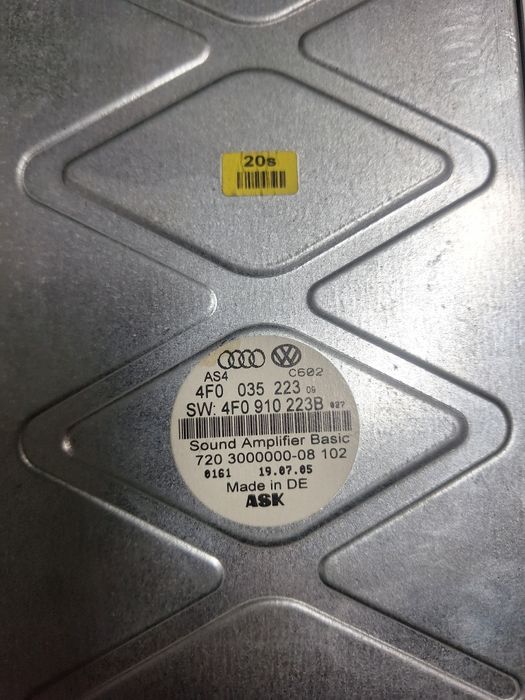 20s
AS4 C602
4F0 035 223 09
SW: 4F0 910 223B 027
Sound Amplifier Basic
720 3000000-08 102
0161 19.07.05
Made in DE
ASK